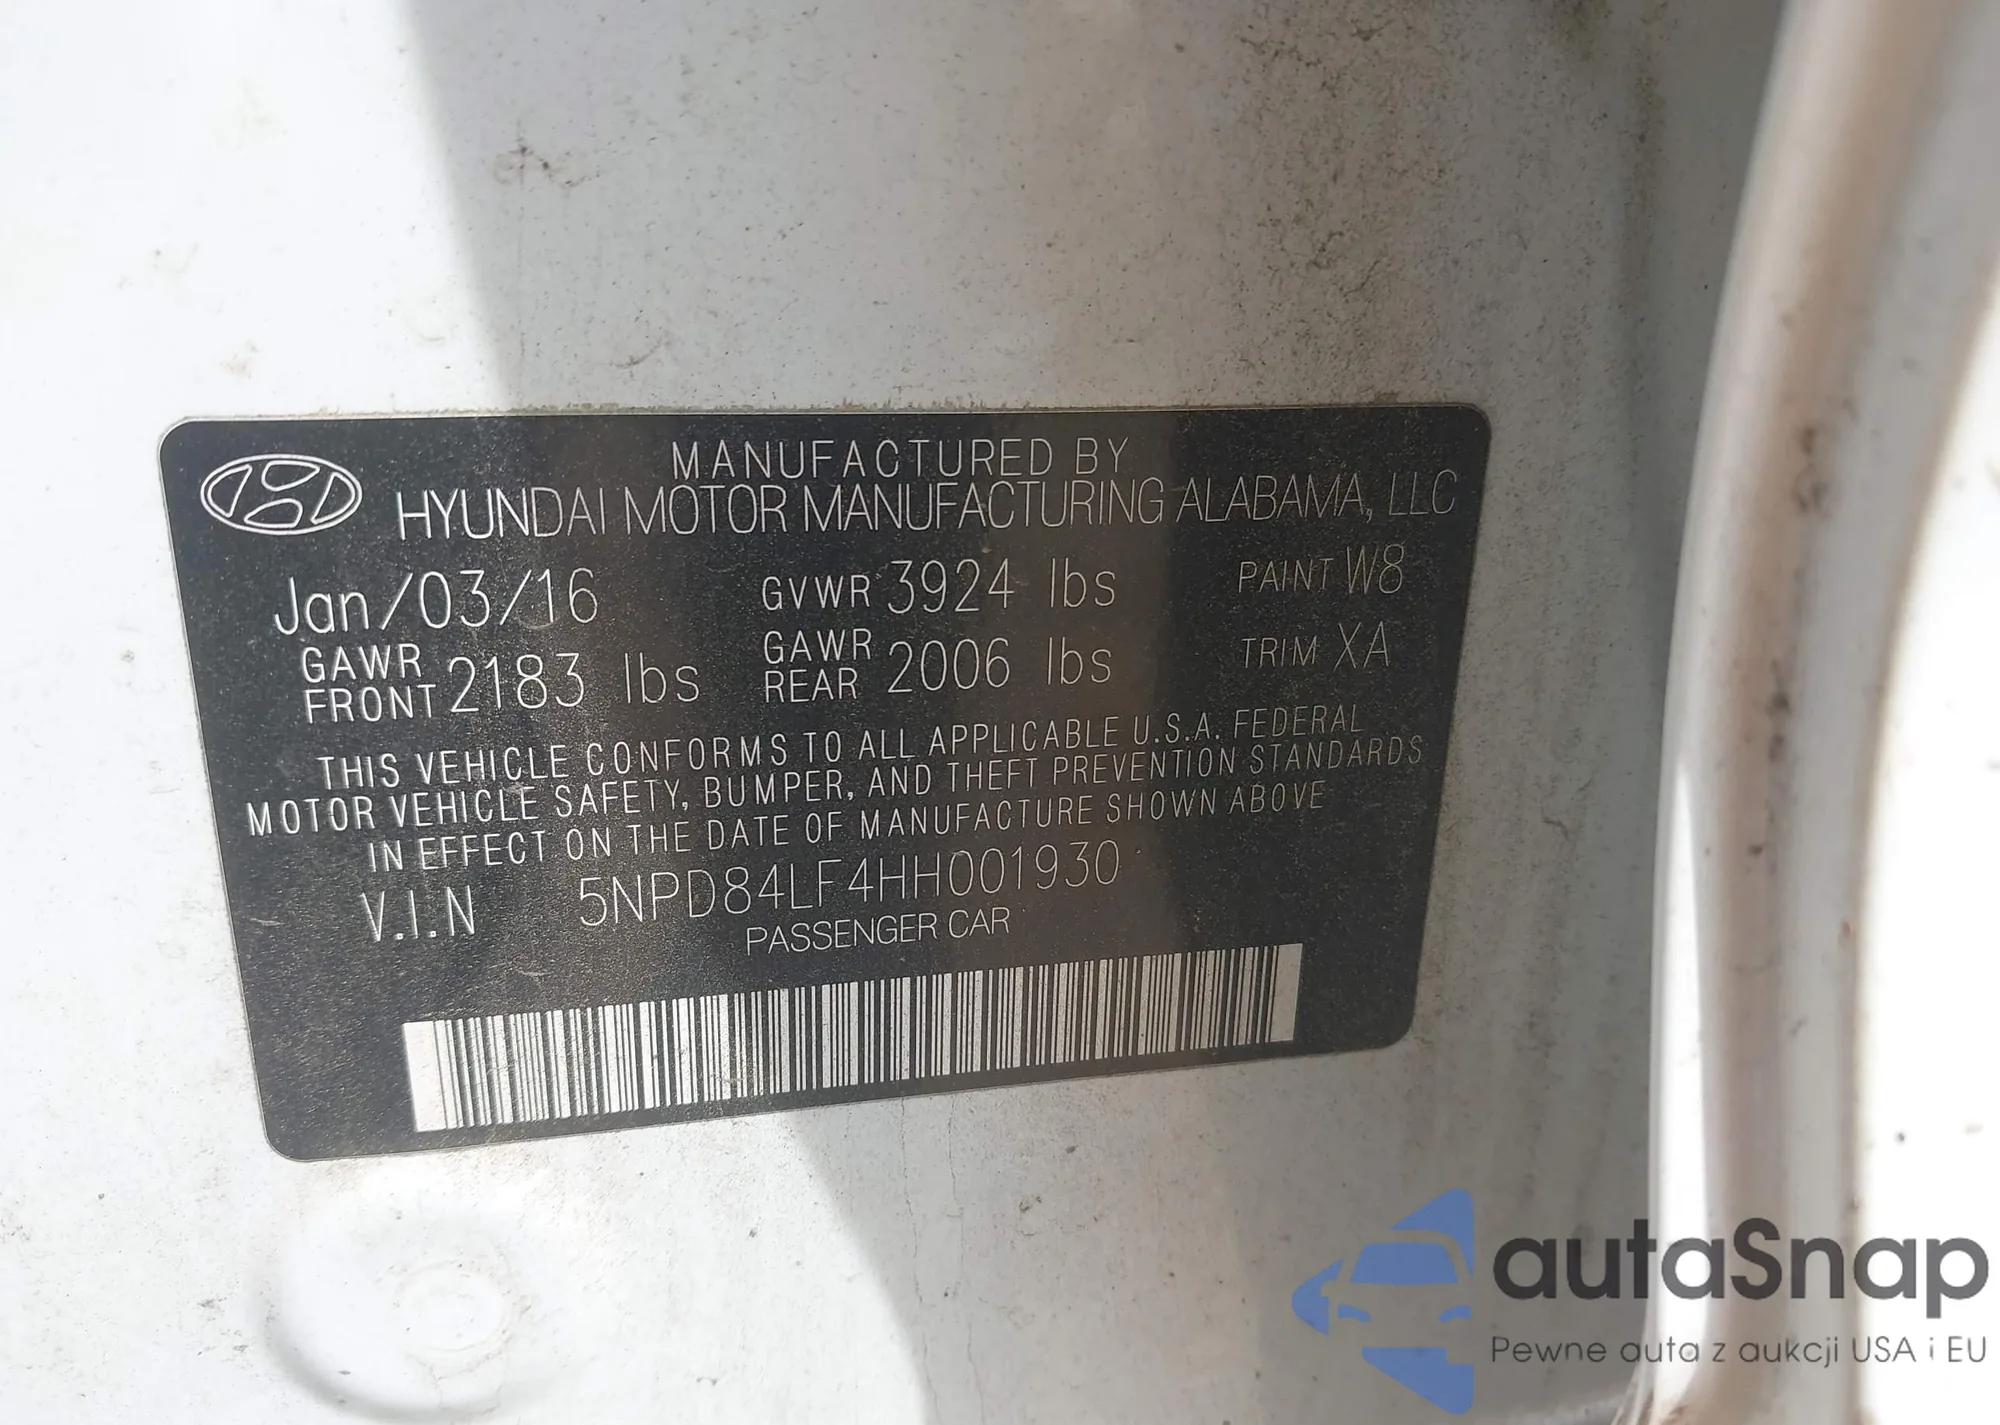 MANUFACTURED BY
HYUNDAI MOTOR MANUFACTURING ALABAMA, LLC
Jan/03/16 GVWR 3924 lbs PAINT W8
GAWR FRONT 2183 lbs GAWR REAR 2006 lbs TRIM XA
THIS VEHICLE CONFORMS TO ALL APPLICABLE U.S.A. FEDERAL
MOTOR VEHICLE SAFETY, BUMPER, AND THEFT PREVENTION STANDARDS
IN EFFECT ON THE DATE OF MANUFACTURE SHOWN ABOVE
V.I.N 5NPD84LF4HH001930
PASSENGER CAR
autaSnap
Pewne auta z aukcji USA i EU